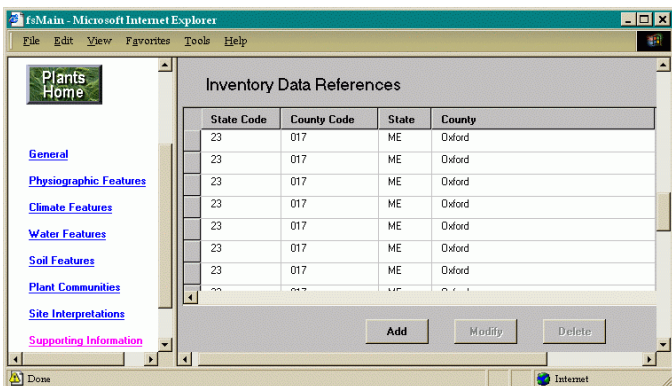 fsMain - Microsoft Internet Explorer
File Edit View Favorites Tools Help
Plants
Home
General
Physiographic Features
Climate Features
Water Features
Soil Features
Plant Communities
Site Interpretations
Supporting Information
Inventory Data References
State Code County Code State County
23 017 ME Oxford
23 017 ME Oxford
23 017 ME Oxford
23 017 ME Oxford
23 017 ME Oxford
23 017 ME Oxford
23 017 ME Oxford
Add Modify Delete
Done Internet